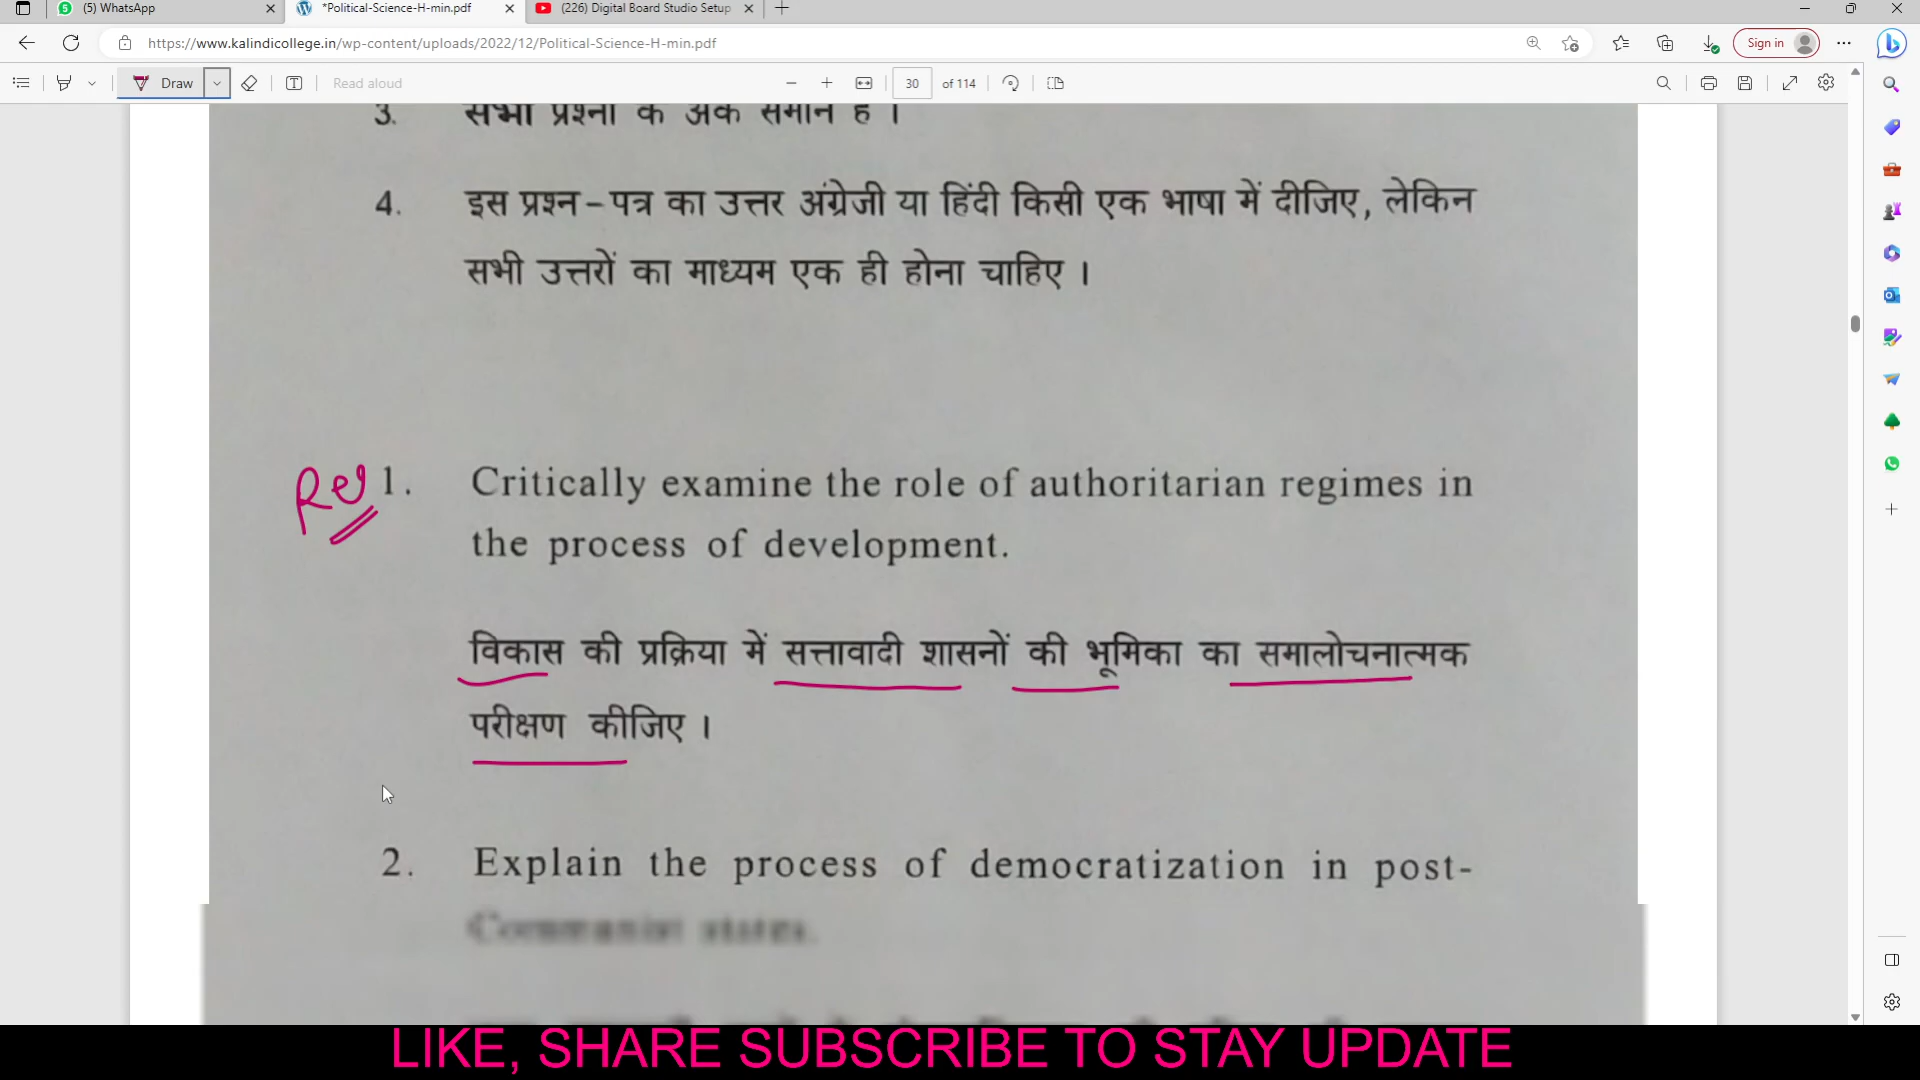 (5) WhatsApp
*Political-Science-H-min.pdf
(226) Digital Board Studio Setup
https://www.kalindicollege.in/wp-content/uploads/2022/12/Political-Science-H-min.pdf
Sign in
Draw
Read aloud
30 of 114
3. सभी प्रश्नों के अंक समान हैं ।
4. इस प्रश्न-पत्र का उत्तर अंग्रेजी या हिंदी किसी एक भाषा में दीजिए, लेकिन
सभी उत्तरों का माध्यम एक ही होना चाहिए ।
1. Critically examine the role of authoritarian regimes in
the process of development.
विकास की प्रक्रिया में सत्तावादी शासनों की भूमिका का समालोचनात्मक
परीक्षण कीजिए ।
2. Explain the process of democratization in post-
Communist states.
LIKE, SHARE SUBSCRIBE TO STAY UPDATE